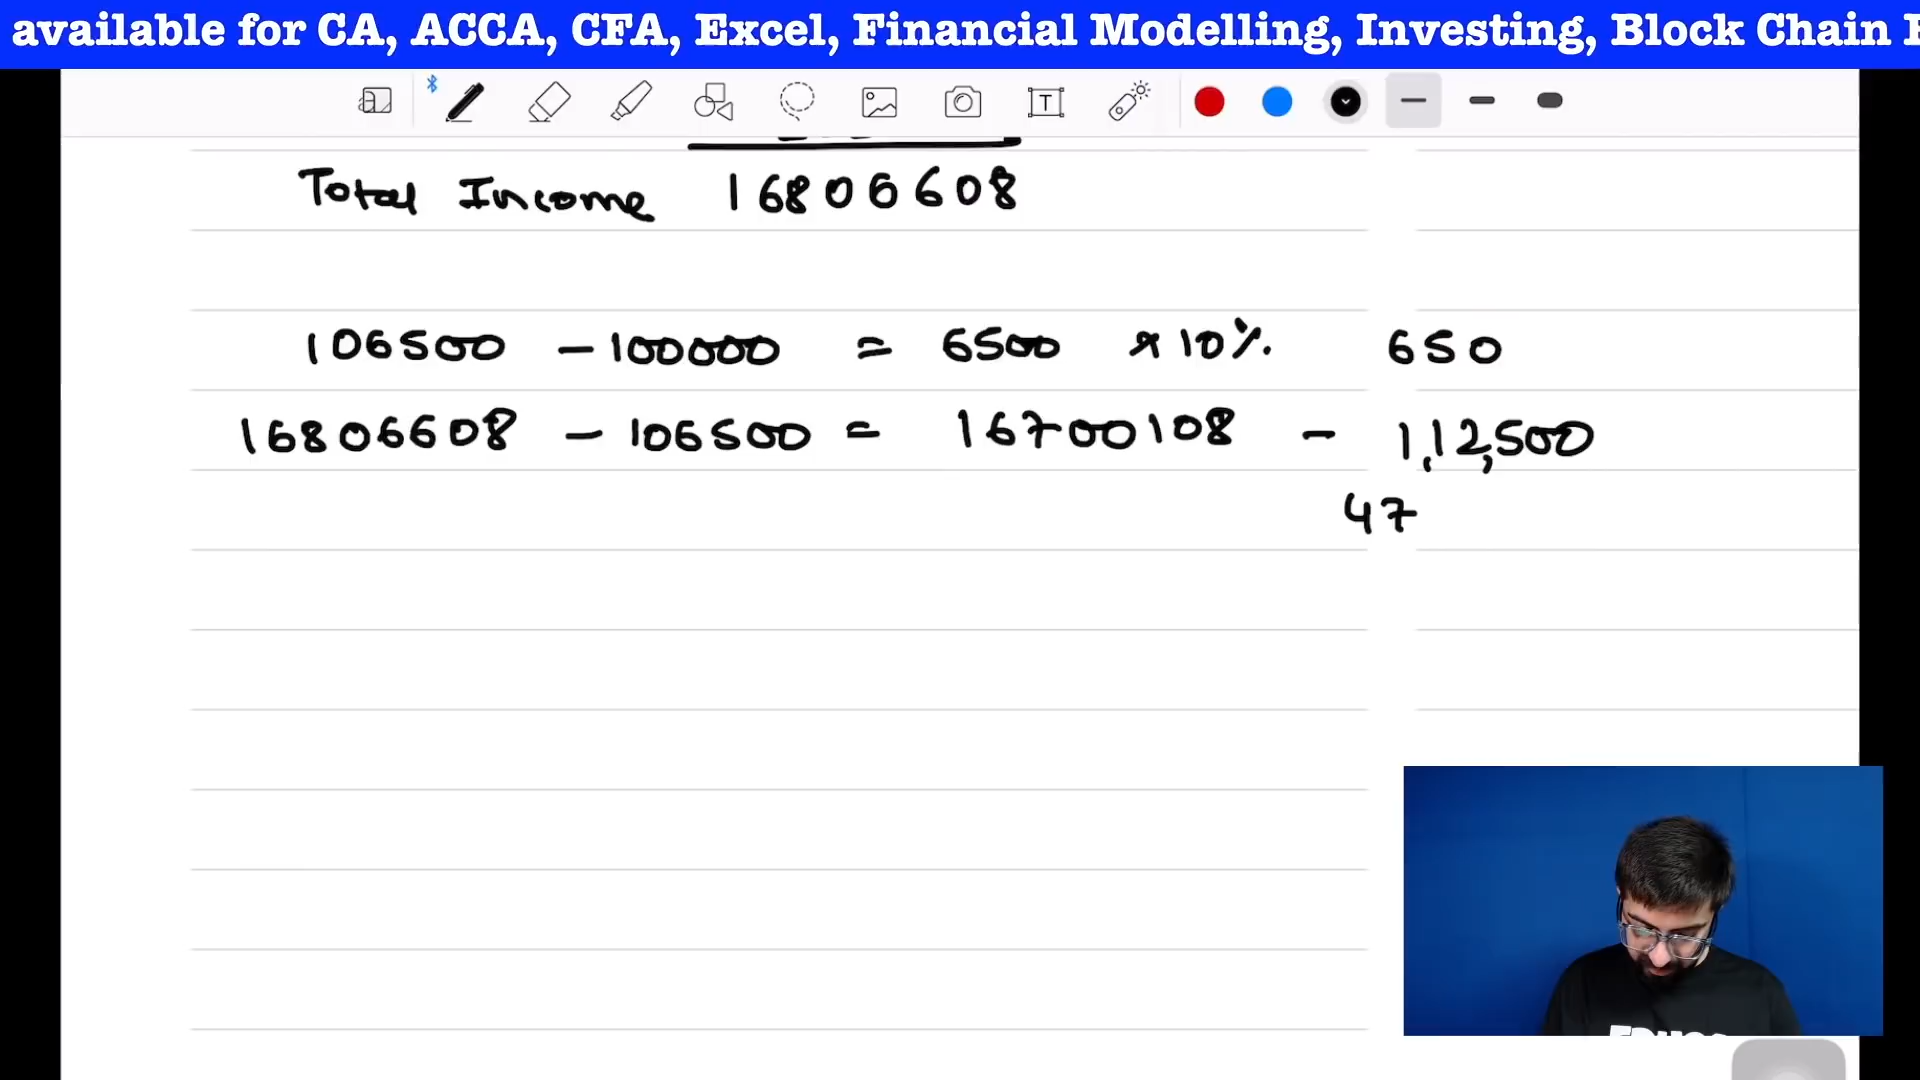 available for CA, ACCA, CFA, Excel, Financial Modelling, Investing, Block Chain
Total Income 16806608
106500 - 100000 = 6500 × 10% 650
16806608 - 106500 = 16700108 - 1,12,500
47